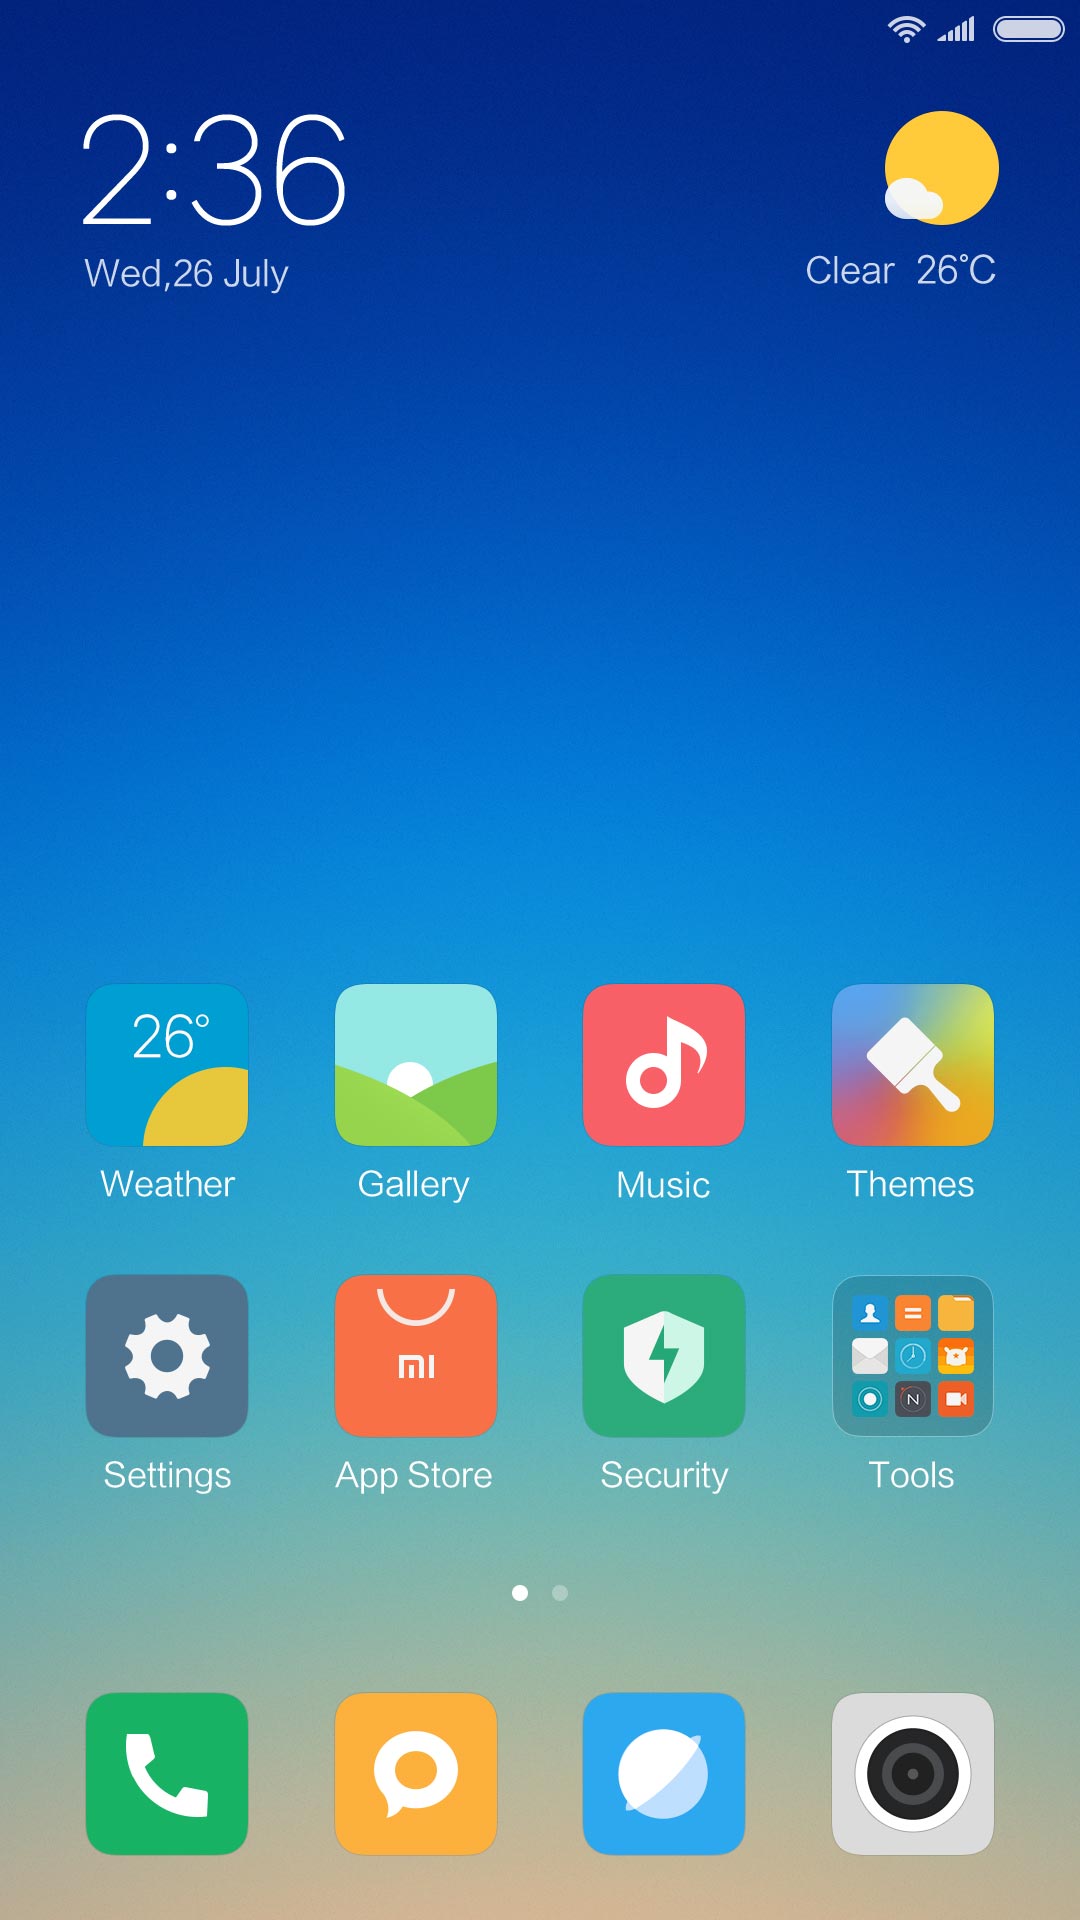 2:36
Wed,26 July
Clear 26°C
26°
Weather
Gallery
Music
Themes
mi
Settings
App Store
Security
N
Tools